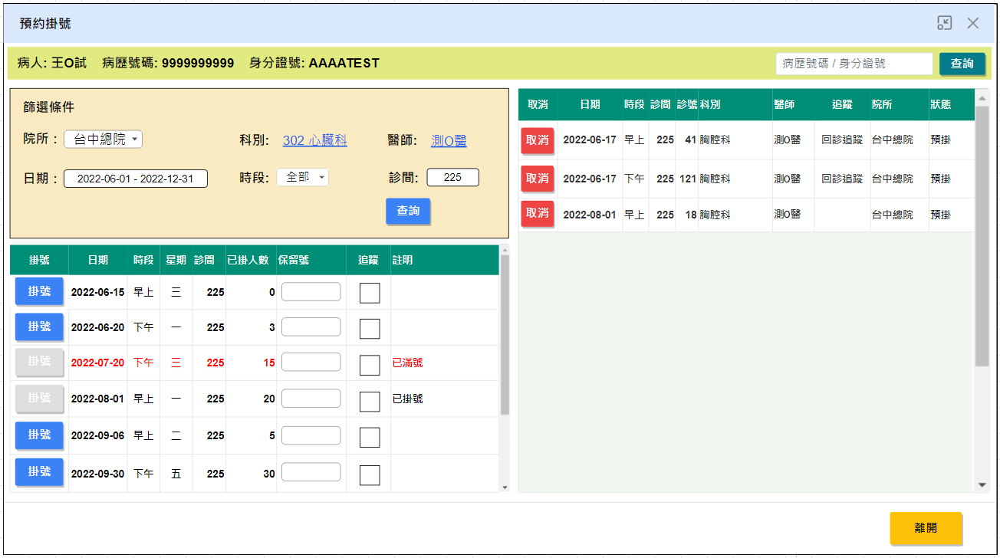 預約掛號
病人: 王O試 病歷號碼: 9999999999 身分證號: AAAATEST 病歷號碼 / 身分證號 查詢
篩選條件
院所 : 台中總院 科別: 302 心臟科 醫師: 測O醫
日期 : 2022-06-01 - 2022-12-31 時段: 全部 診間: 225
查詢
掛號 日期 時段 星期 診間 已掛人數 保留號 追蹤 註明
掛號 2022-06-15 早上 三 225 0
掛號 2022-06-20 下午 一 225 3
掛號 2022-07-20 下午 三 225 15 已滿號
掛號 2022-08-01 早上 一 225 20 已掛號
掛號 2022-09-06 早上 二 225 5
掛號 2022-09-30 下午 五 225 30
取消 日期 時段 診間 診號 科別 醫師 追蹤 院所 狀態
取消 2022-06-17 早上 225 41 胸腔科 測O醫 回診追蹤 台中總院 預掛
取消 2022-06-17 下午 225 121 胸腔科 測O醫 回診追蹤 台中總院 預掛
取消 2022-08-01 早上 225 18 胸腔科 測O醫 台中總院 預掛
離開